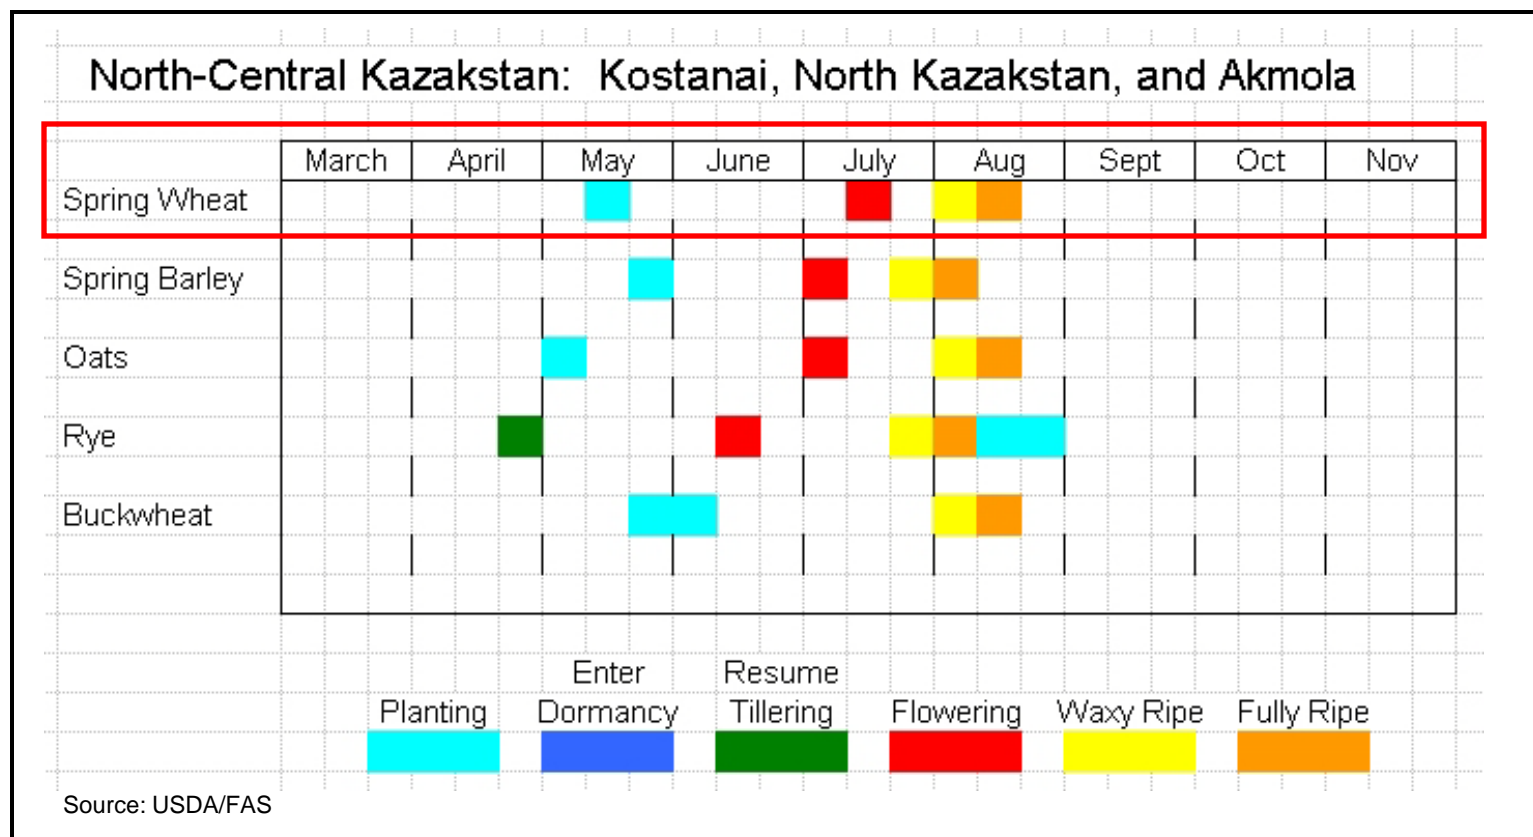 North-Central Kazakstan: Kostanai, North Kazakstan, and Akmola
March April May June July Aug Sept Oct Nov
Spring Wheat
Spring Barley
Oats
Rye
Buckwheat
Enter Resume
Planting Dormancy Tillering Flowering Waxy Ripe Fully Ripe
Source: USDA/FAS